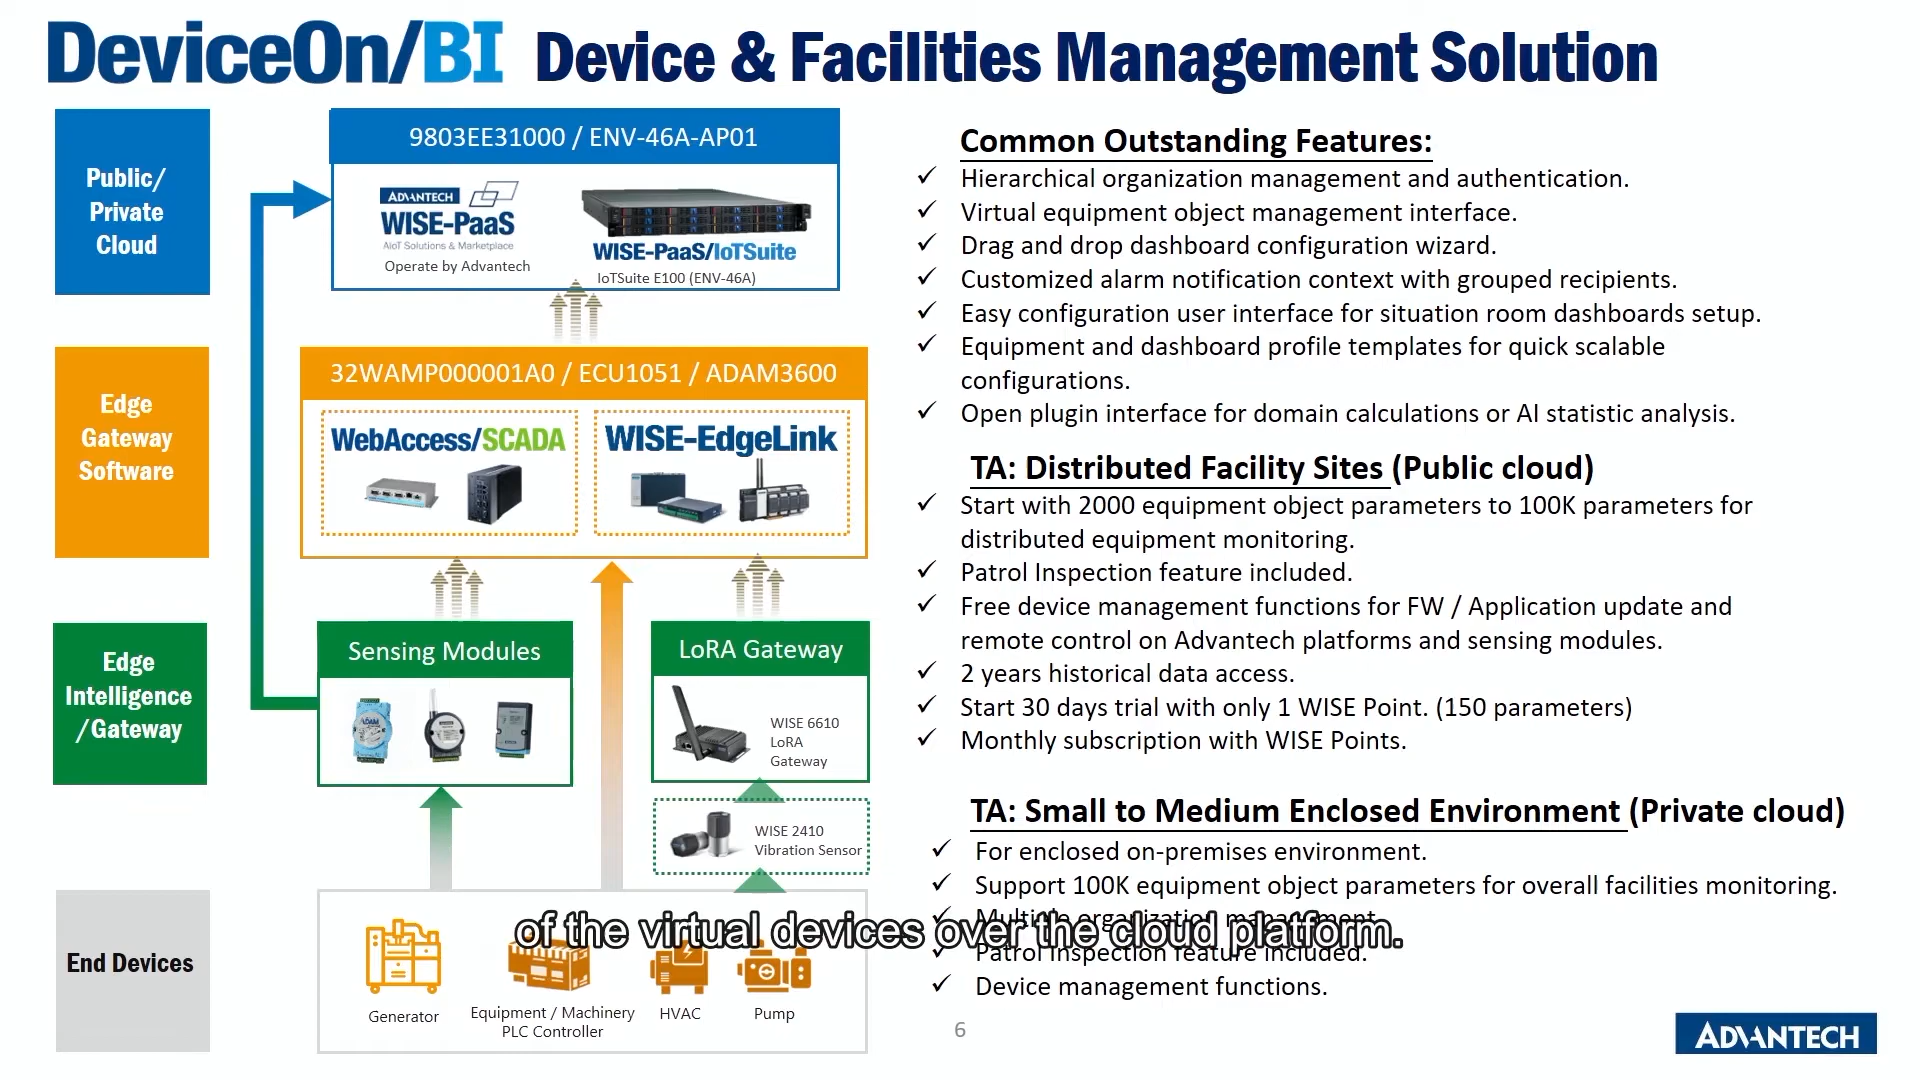 DeviceOn/BI Device & Facilities Management Solution
Public/
Private
Cloud
9803EE31000 / ENV-46A-AP01
ADVANTECH
WISE-PaaS
AIoT Solutions & Marketplace
Operate by Advantech
WISE-PaaS/IoTSuite
IoTSuite E100 (ENV-46A)
Edge
Gateway
Software
32WAMP000001A0 / ECU1051 / ADAM3600
WebAccess/SCADA
WISE-EdgeLink
Edge
Intelligence
/Gateway
Sensing Modules
LoRA Gateway
WISE 6610
LoRA
Gateway
WISE 2410
Vibration Sensor
End Devices
Generator
Equipment / Machinery
PLC Controller
HVAC
Pump
Common Outstanding Features:
✓ Hierarchical organization management and authentication.
✓ Virtual equipment object management interface.
✓ Drag and drop dashboard configuration wizard.
✓ Customized alarm notification context with grouped recipients.
✓ Easy configuration user interface for situation room dashboards setup.
✓ Equipment and dashboard profile templates for quick scalable
configurations.
✓ Open plugin interface for domain calculations or AI statistic analysis.
TA: Distributed Facility Sites (Public cloud)
✓ Start with 2000 equipment object parameters to 100K parameters for
distributed equipment monitoring.
✓ Patrol Inspection feature included.
✓ Free device management functions for FW / Application update and
remote control on Advantech platforms and sensing modules.
✓ 2 years historical data access.
✓ Start 30 days trial with only 1 WISE Point. (150 parameters)
✓ Monthly subscription with WISE Points.
TA: Small to Medium Enclosed Environment (Private cloud)
✓ For enclosed on-premises environment.
✓ Support 100K equipment object parameters for overall facilities monitoring.
✓ Multiple organization management.
✓ Patrol Inspection feature included.
✓ Device management functions.
of the virtual devices over the cloud platform.
6
ADVANTECH